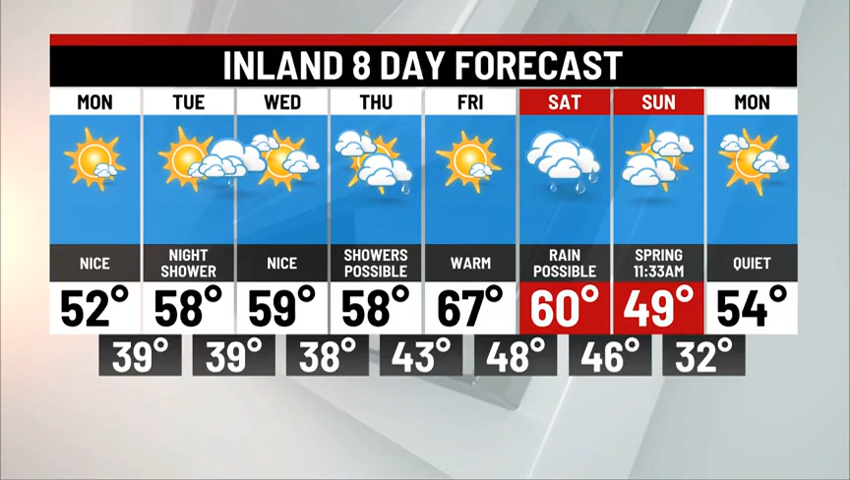 INLAND 8 DAY FORECAST
MON TUE WED THU FRI SAT SUN MON
NICE
NIGHT
SHOWER
NICE
SHOWERS
POSSIBLE
WARM
RAIN
POSSIBLE
SPRING
11:33AM
QUIET
52° 58° 59° 58° 67° 60° 49° 54°
39° 39° 38° 43° 48° 46° 32°